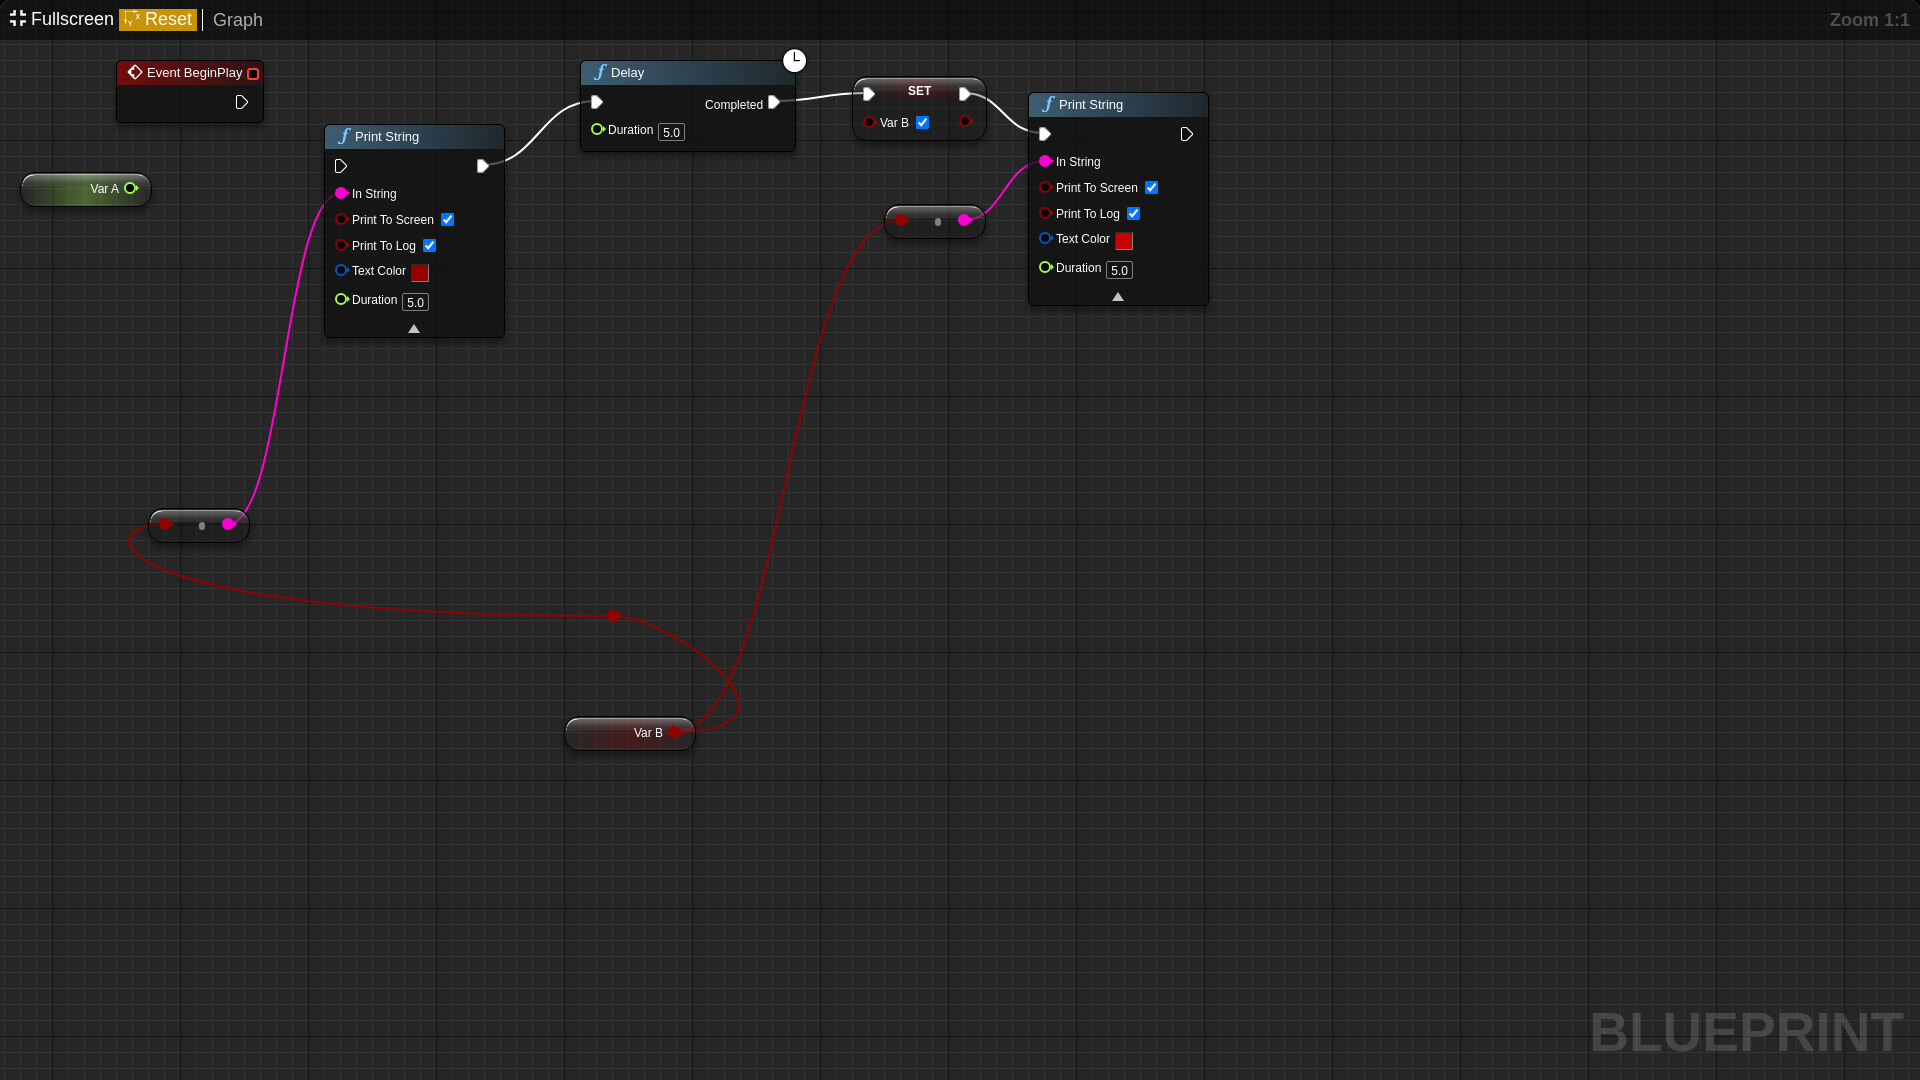 Fullscreen Reset Graph Zoom 1:1
Event BeginPlay
Var A
Print String
In String
Print To Screen
Print To Log
Text Color
Duration 5.0
Delay
Completed
Duration 5.0
SET
Var B
Print String
In String
Print To Screen
Print To Log
Text Color
Duration 5.0
Var B
BLUEPRINT